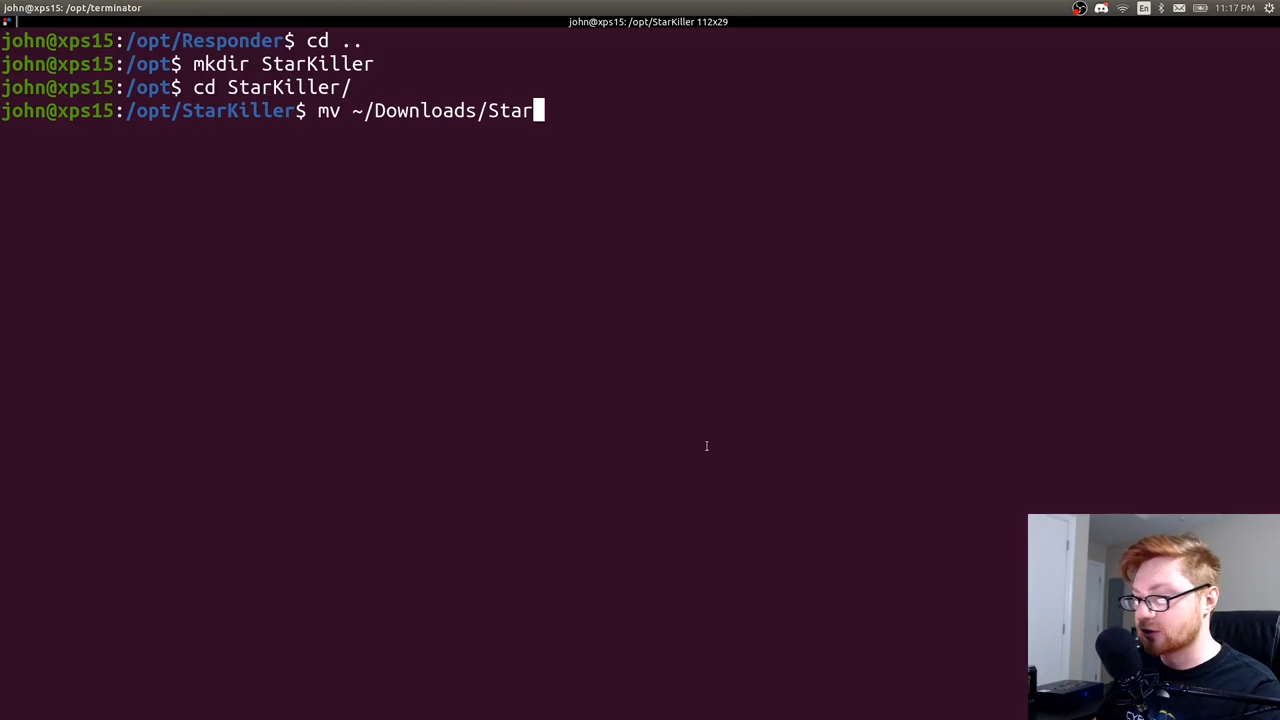 john@xps15: /opt/terminator
En
11:17 PM
john@xps15: /opt/StarKiller 112x29
john@xps15:/opt/Responder$ cd ..
john@xps15:/opt$ mkdir StarKiller
john@xps15:/opt$ cd StarKiller/
john@xps15:/opt/StarKiller$ mv ~/Downloads/Star